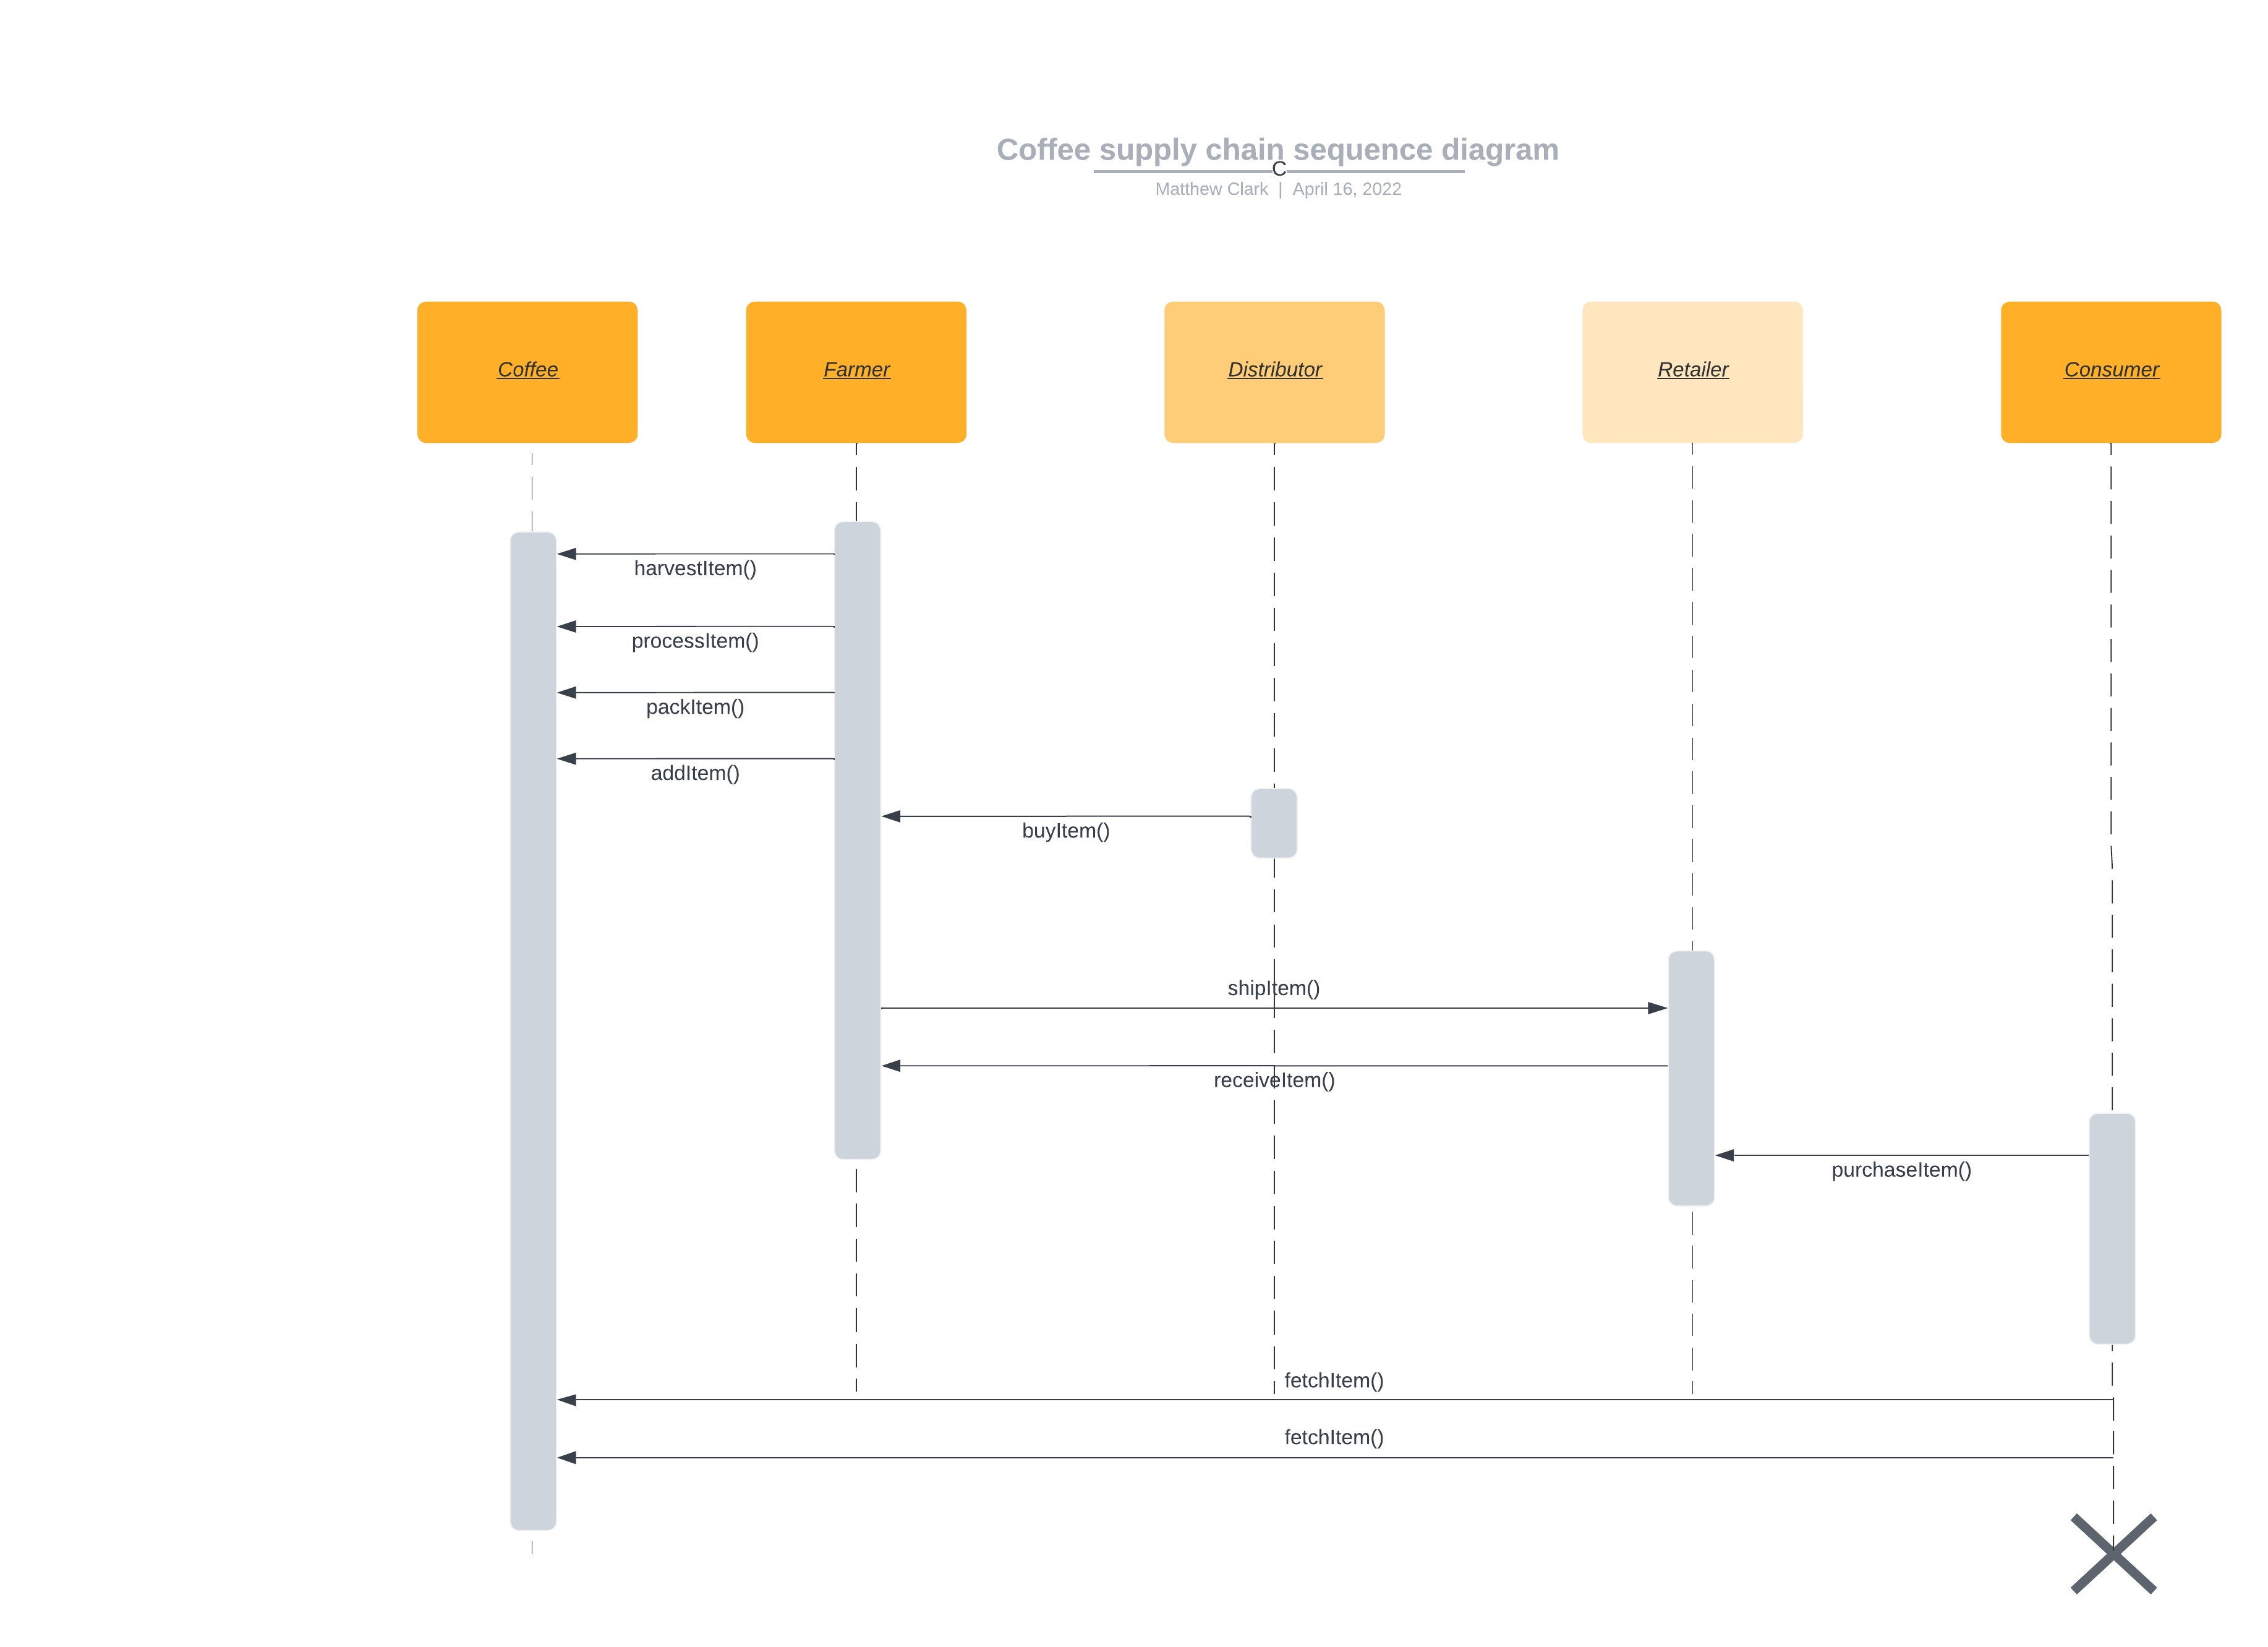 Coffee supply chain sequence diagram
C
Matthew Clark | April 16, 2022
Coffee
Farmer
Distributor
Retailer
Consumer
harvestItem()
processItem()
packItem()
addItem()
buyItem()
shipItem()
receiveItem()
purchaseItem()
fetchItem()
fetchItem()